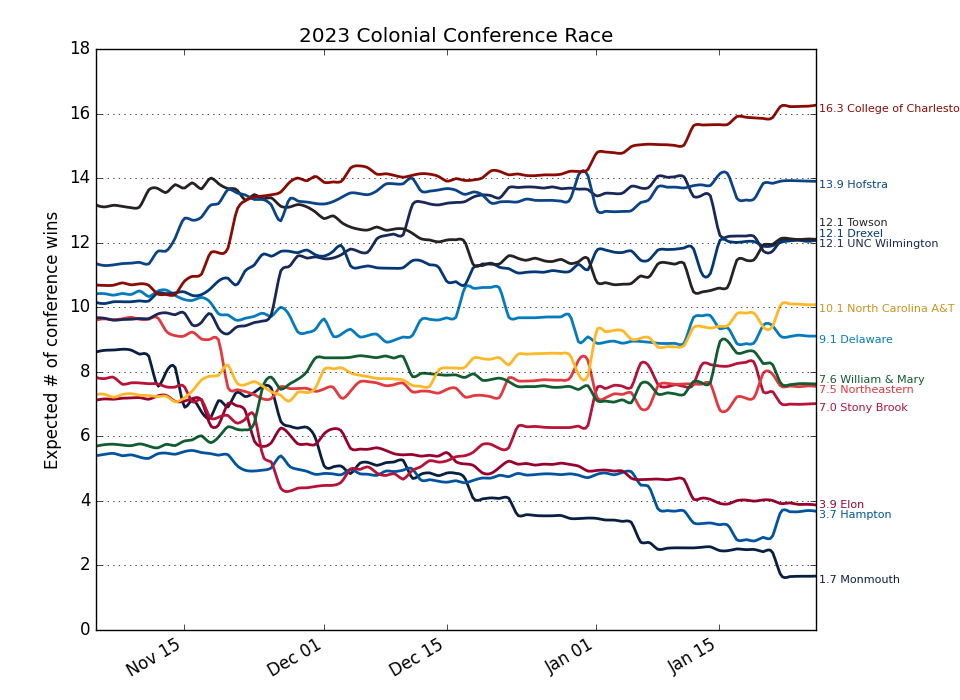 2023 Colonial Conference Race
Expected # of conference wins
18
16
14
12
10
8
6
4
2
0
Nov 15
Dec 01
Dec 15
Jan 01
Jan 15
16.3 College of Charlesto
13.9 Hofstra
12.1 Towson
12.1 Drexel
12.1 UNC Wilmington
10.1 North Carolina A&T
9.1 Delaware
7.6 William & Mary
7.5 Northeastern
7.0 Stony Brook
3.9 Elon
3.7 Hampton
1.7 Monmouth